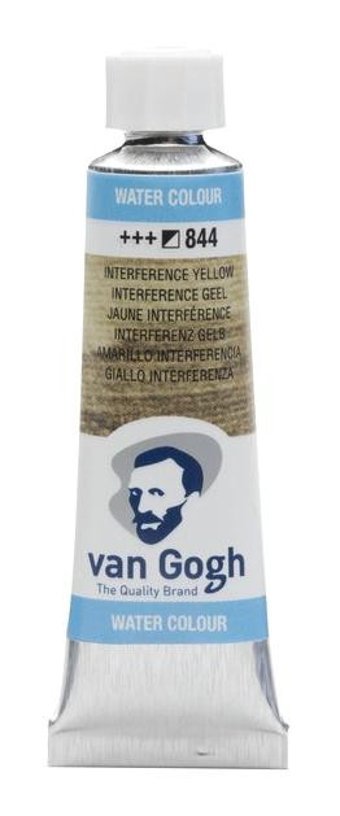 WATER COLOUR
+++ 844
INTERFERENCE YELLOW
INTERFERENCE GEEL
JAUNE INTERFÉRENCE
INTERFERENZ GELB
AMARILLO INTERFERENCIA
GIALLO INTERFERENZA
van Gogh
The Quality Brand
WATER COLOUR